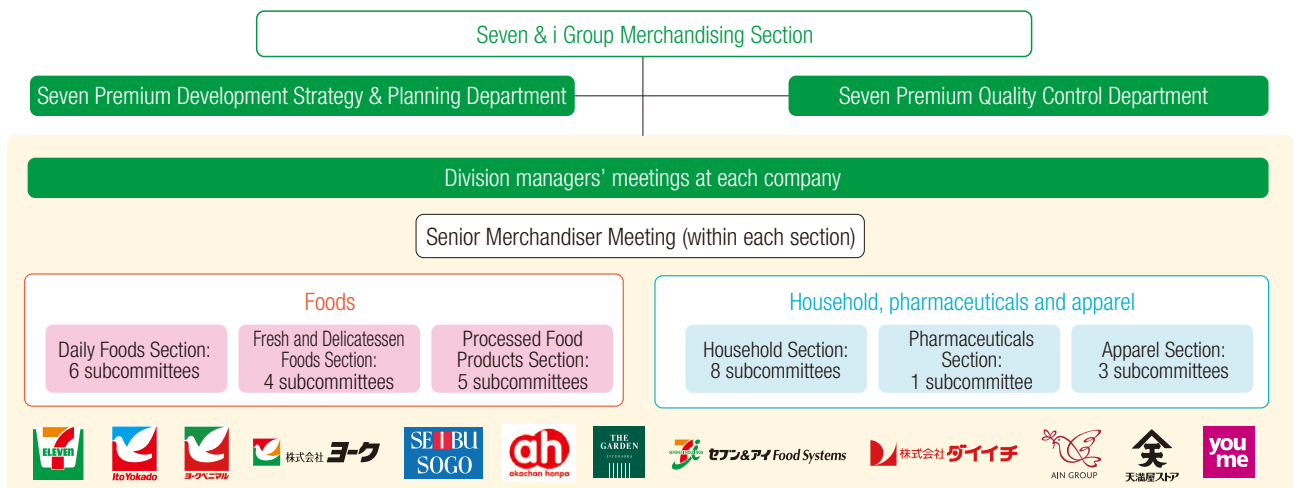 Seven & i Group Merchandising Section
Seven Premium Development Strategy & Planning Department
Seven Premium Quality Control Department
Division managers’ meetings at each company
Senior Merchandiser Meeting (within each section)
Foods
Daily Foods Section:
6 subcommittees
Fresh and Delicatessen
Foods Section:
4 subcommittees
Processed Food
Products Section:
5 subcommittees
Household, pharmaceuticals and apparel
Household Section:
8 subcommittees
Pharmaceuticals
Section:
1 subcommittee
Apparel Section:
3 subcommittees
7
ELEVEN
ItoYokado
ヨークベニマル
株式会社 ヨーク
SEIBU
SOGO
ah
akachan honpo
THE
GARDEN
7i
セブン&アイ Food Systems
株式会社ダイイチ
AIN GROUP
天
天満屋ストア
you
me